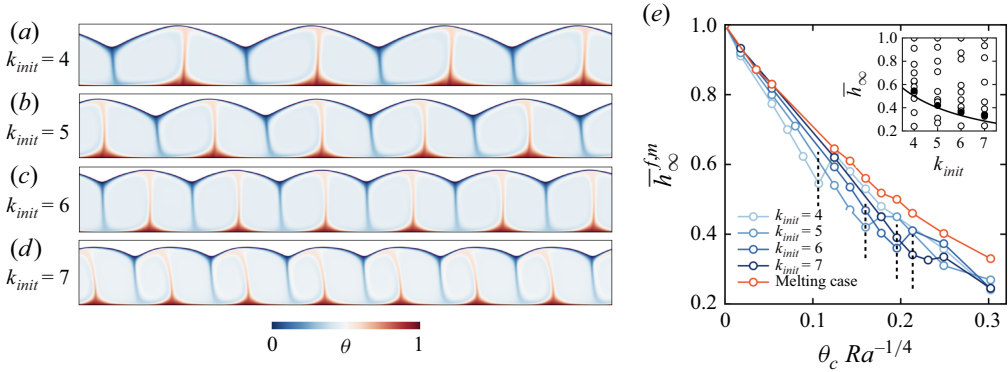 (a)
k_init = 4
(b)
k_init = 5
(c)
k_init = 6
(d)
k_init = 7
0 θ 1
(e)
1.0
0.8
0.6
0.4
0.2
h̅_∞^{f,m}
0 0.1 0.2 0.3
θ_c Ra^{−1/4}
k_init = 4
k_init = 5
k_init = 6
k_init = 7
Melting case
1.0
0.8
0.6
0.4
0.2
h̅_∞
4 5 6 7
k_init